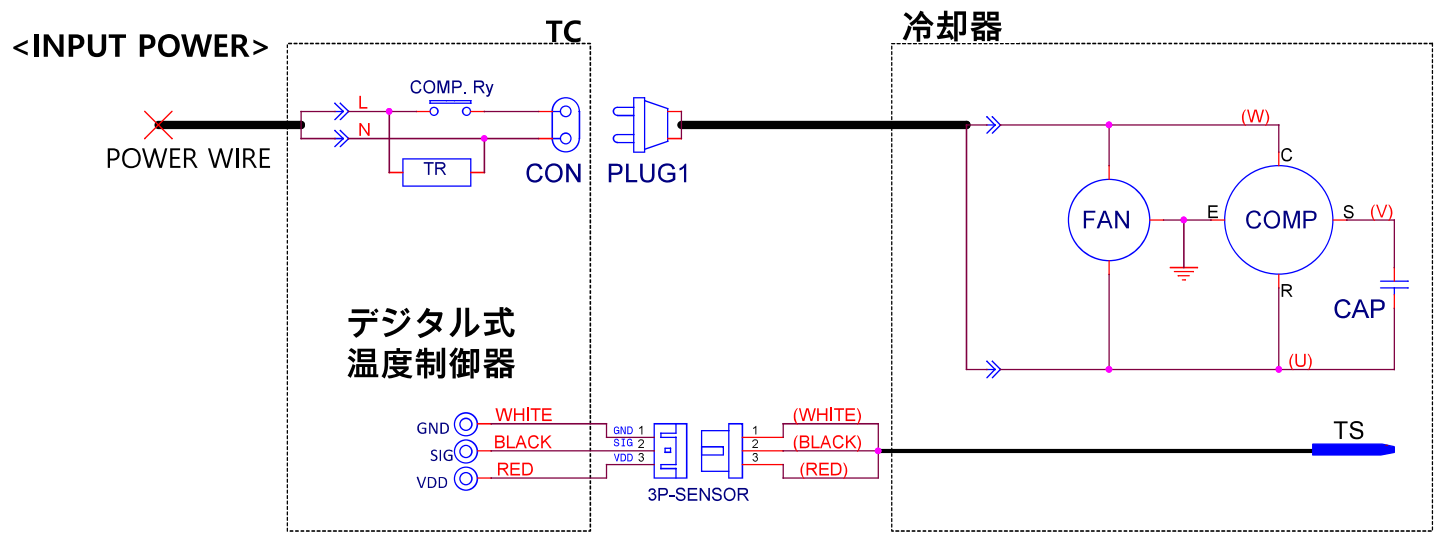 <INPUT POWER>
TC
冷却器
COMP. Ry
L
N
POWER WIRE
TR
CON
PLUG1
(W)
C
FAN
E
COMP
S
(V)
R
CAP
(U)
デジタル式
温度制御器
GND
WHITE
GND 1
1
(WHITE)
SIG
BLACK
SIG 2
2
(BLACK)
VDD
RED
VDD 3
3
(RED)
3P-SENSOR
TS